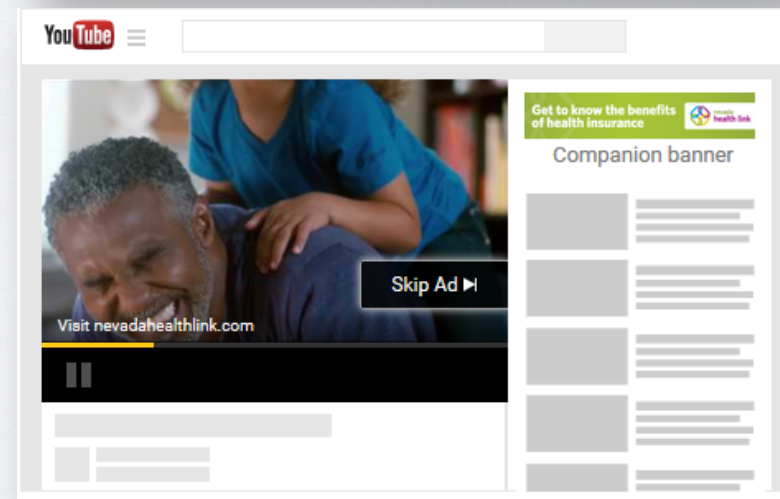 YouTube
Get to know the benefits
of health insurance
nevada
health link
Companion banner
Skip Ad
Visit nevadahealthlink.com